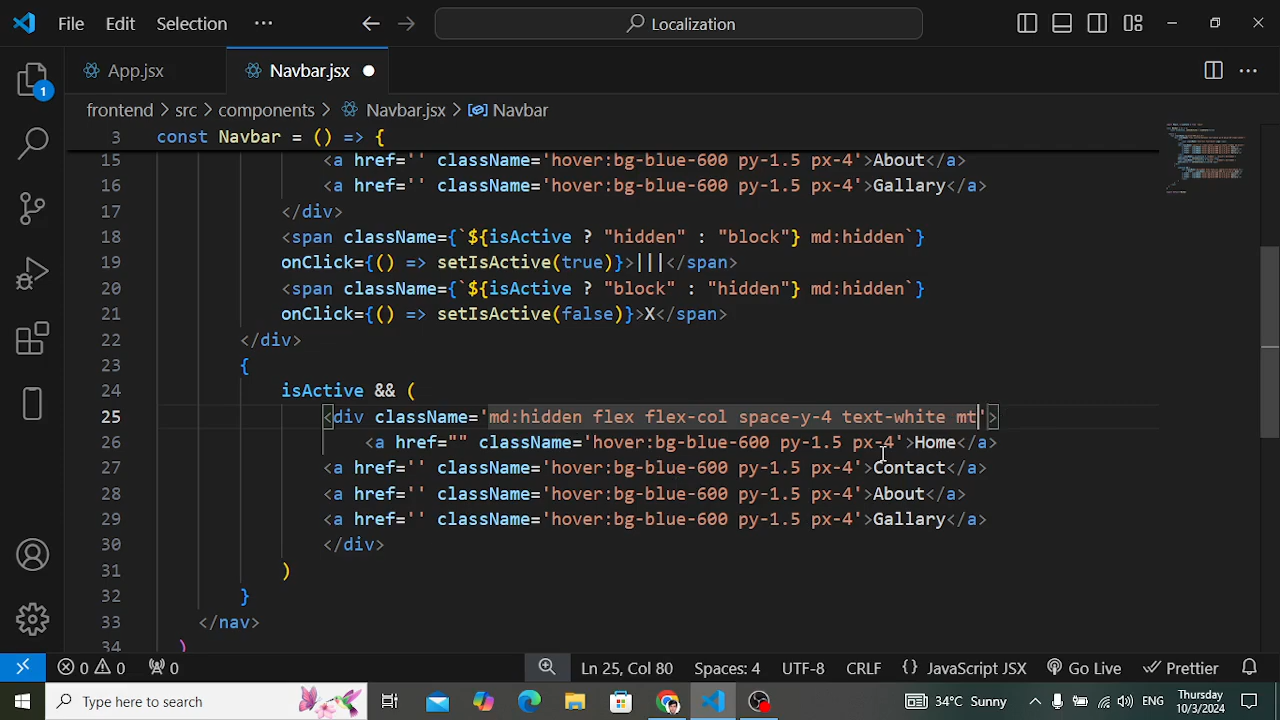 File Edit Selection ··· Localization
App.jsx Navbar.jsx
1
frontend > src > components > Navbar.jsx > Navbar
3 const Navbar = () => {
15 <a href='' className='hover:bg-blue-600 py-1.5 px-4'>About</a>
16 <a href='' className='hover:bg-blue-600 py-1.5 px-4'>Gallary</a>
17 </div>
18 <span className={`${isActive ? "hidden" : "block"} md:hidden`}
19 onClick={() => setIsActive(true)}>|||</span>
20 <span className={`${isActive ? "block" : "hidden"} md:hidden`}
21 onClick={() => setIsActive(false)}>X</span>
22 </div>
23 {
24 isActive && (
25 <div className='md:hidden flex flex-col space-y-4 text-white mt'>
26 <a href="" className='hover:bg-blue-600 py-1.5 px-4'>Home</a>
27 <a href='' className='hover:bg-blue-600 py-1.5 px-4'>Contact</a>
28 <a href='' className='hover:bg-blue-600 py-1.5 px-4'>About</a>
29 <a href='' className='hover:bg-blue-600 py-1.5 px-4'>Gallary</a>
30 </div>
31 )
32 }
33 </nav>
34 )
0 0 0 Ln 25, Col 80 Spaces: 4 UTF-8 CRLF {} JavaScript JSX Go Live Prettier
Type here to search 34°C Sunny ENG Thursday
10/3/2024